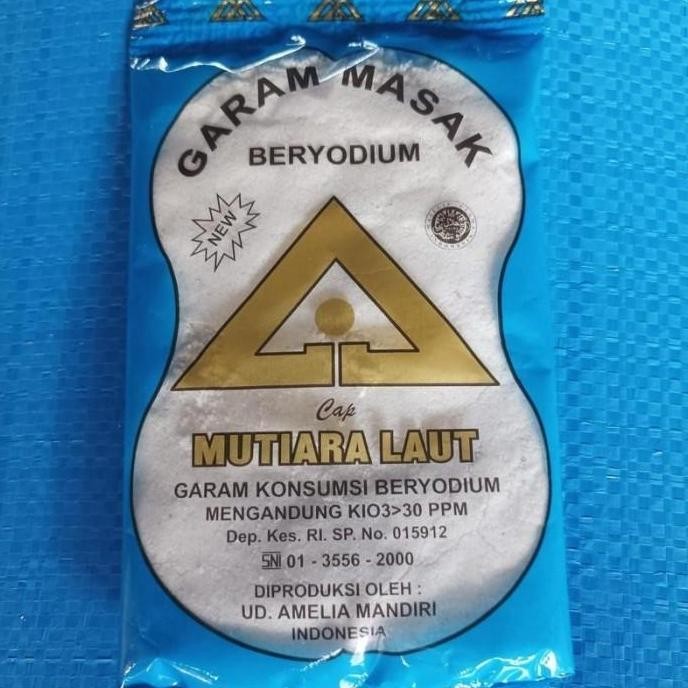 GARAM MASAK
BERYODIUM
NEW
Cap
MUTIARA LAUT
GARAM KONSUMSI BERYODIUM
MENGANDUNG KIO3>30 PPM
Dep. Kes. RI. SP. No. 015912
SNI 01 - 3556 - 2000
DIPRODUKSI OLEH :
UD. AMELIA MANDIRI
INDONESIA